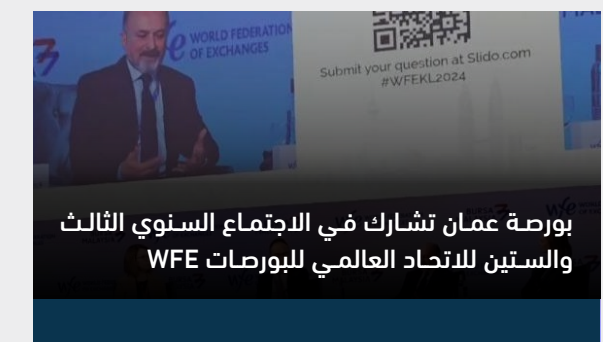 WORLD FEDERATION
OF EXCHANGES
Submit your question at Slido.com
#WFEKL2024
بورصة عمان تشارك في الاجتماع السنوي الثالث
والستين للاتحاد العالمي للبورصات WFE